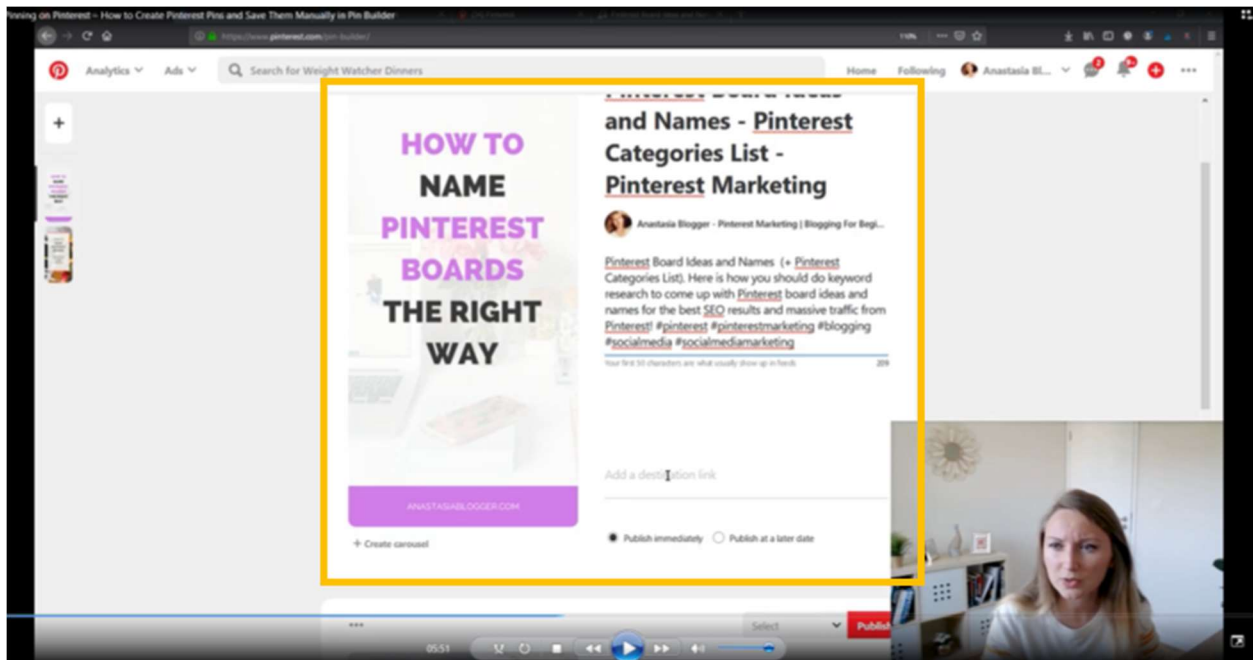 Pinning on Pinterest – How to Create Pinterest Pins and Save Them Manually in Pin Builder
https://www.pinterest.com/pin-builder/
110%
Analytics
Ads
Search for Weight Watcher Dinners
Home
Following
Anastasia Bl...
2
9+
HOW TO
NAME
PINTEREST
BOARDS
THE RIGHT
WAY
ANASTASIABLOGGER.COM
+ Create carousel
Pinterest Board Ideas
and Names - Pinterest
Categories List -
Pinterest Marketing
Anastasia Blogger - Pinterest Marketing | Blogging For Begi...
Pinterest Board Ideas and Names (+ Pinterest
Categories List). Here is how you should do keyword
research to come up with Pinterest board ideas and
names for the best SEO results and massive traffic from
Pinterest! #pinterest #pinterestmarketing #blogging
#socialmedia #socialmediamarketing
Your first 50 characters are what usually show up in feeds
209
Add a destination link
Publish immediately
Publish at a later date
Select
Publish
05:51